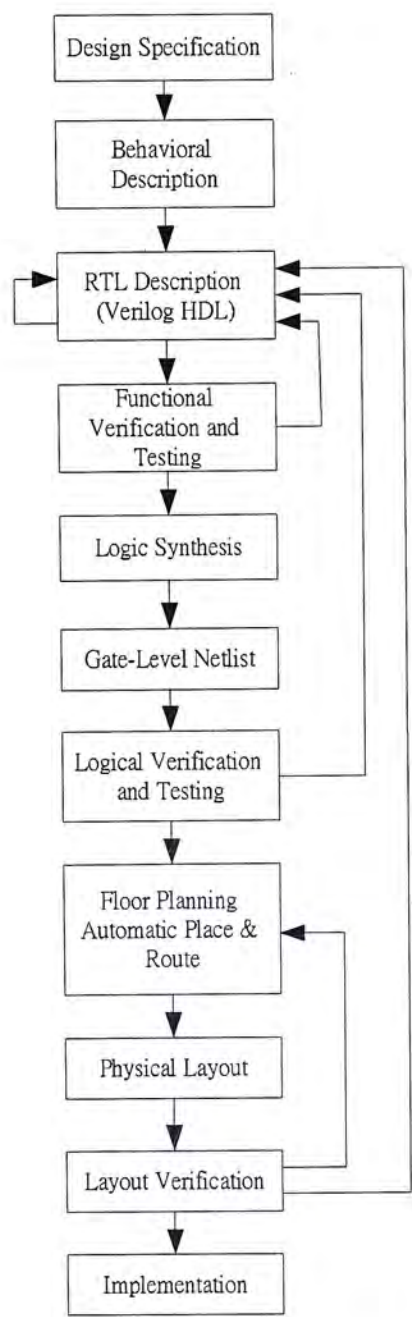 Design Specification
Behavioral
Description
RTL Description
(Verilog HDL)
Functional
Verification and
Testing
Logic Synthesis
Gate-Level Netlist
Logical Verification
and Testing
Floor Planning
Automatic Place &
Route
Physical Layout
Layout Verification
Implementation